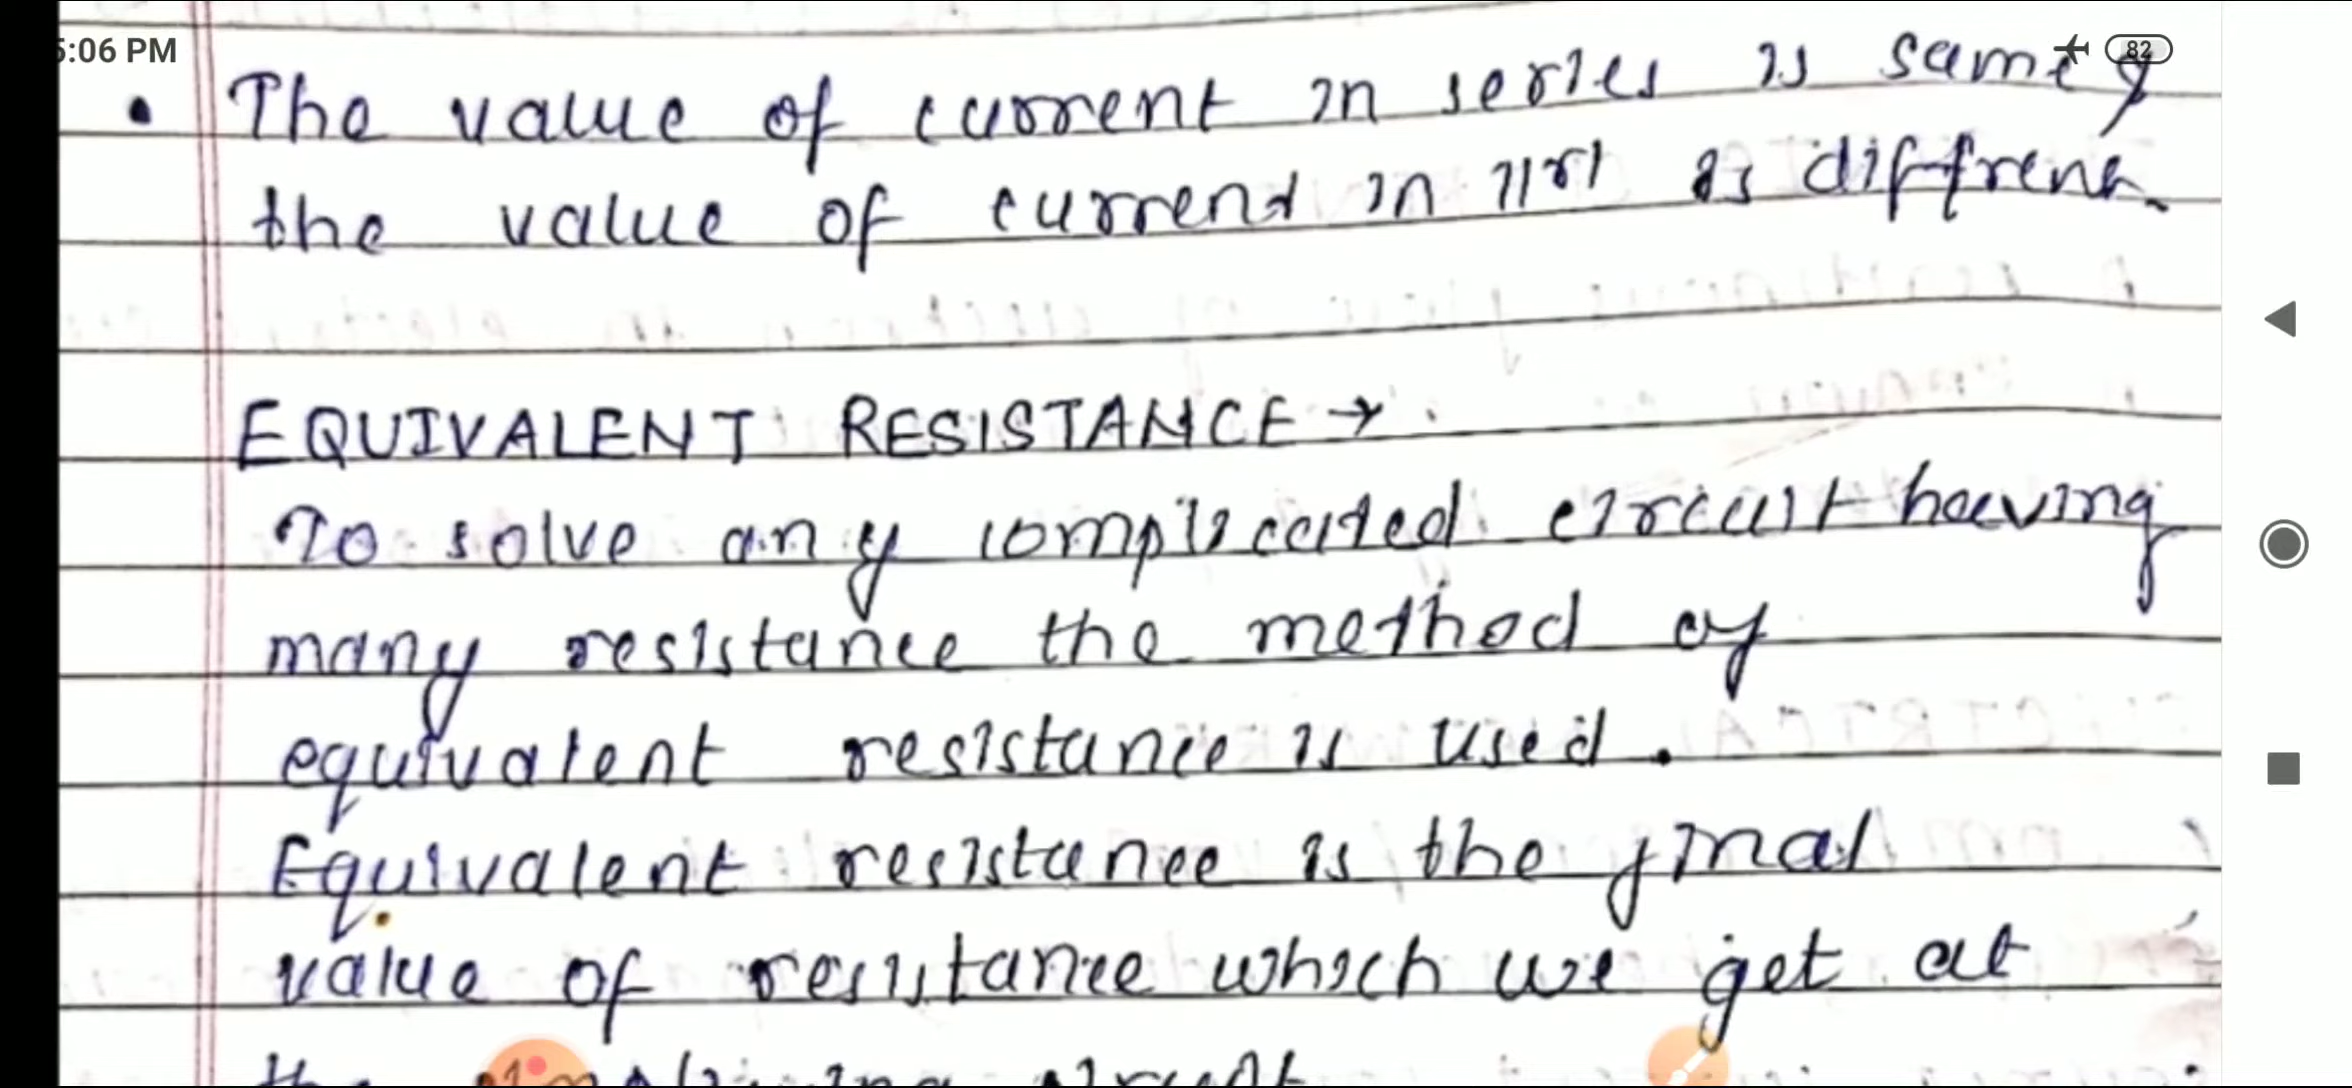 5:06 PM
82
• The value of current in series is same &
the value of current in 11rl is diffrent
EQUIVALENT RESISTANCE →
To solve any complicated circuit having
many resistance the method of
equivalent resistance is used.
Equivalent resistance is the final
value of resistance which we get at